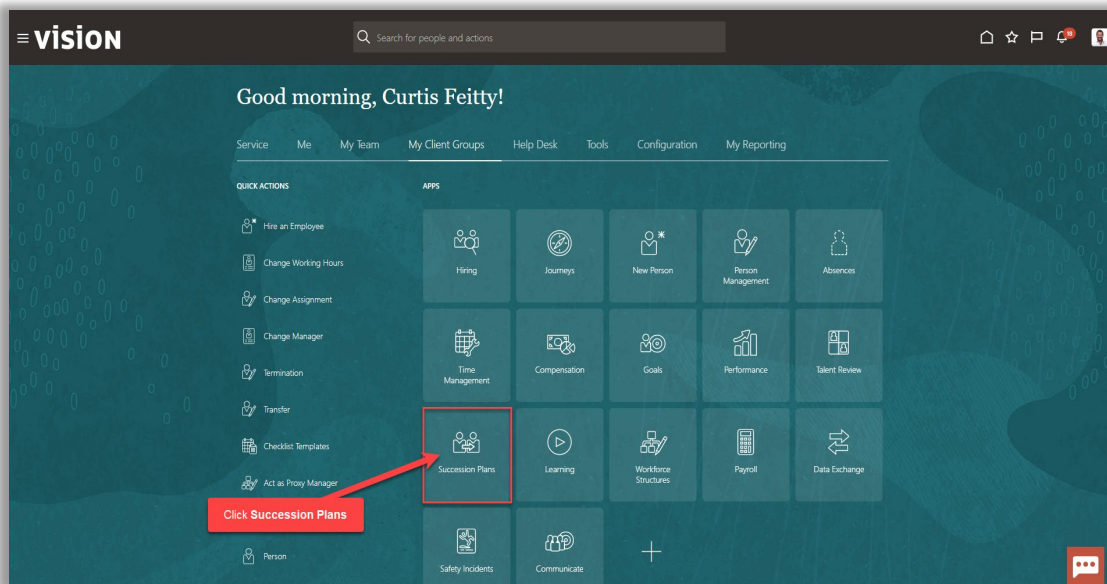 vision
Search for people and actions
Good morning, Curtis Feitty!
Service Me My Team My Client Groups Help Desk Tools Configuration My Reporting
QUICK ACTIONS
Hire an Employee
Change Working Hours
Change Assignment
Change Manager
Termination
Transfer
Checklist Templates
Act as Proxy Manager
Click Succession Plans
Person
APPS
Hiring
Journeys
New Person
Person
Management
Absences
Time
Management
Compensation
Goals
Performance
Talent Review
Succession Plans
Learning
Workforce
Structures
Payroll
Data Exchange
Safety Incidents
Communicate